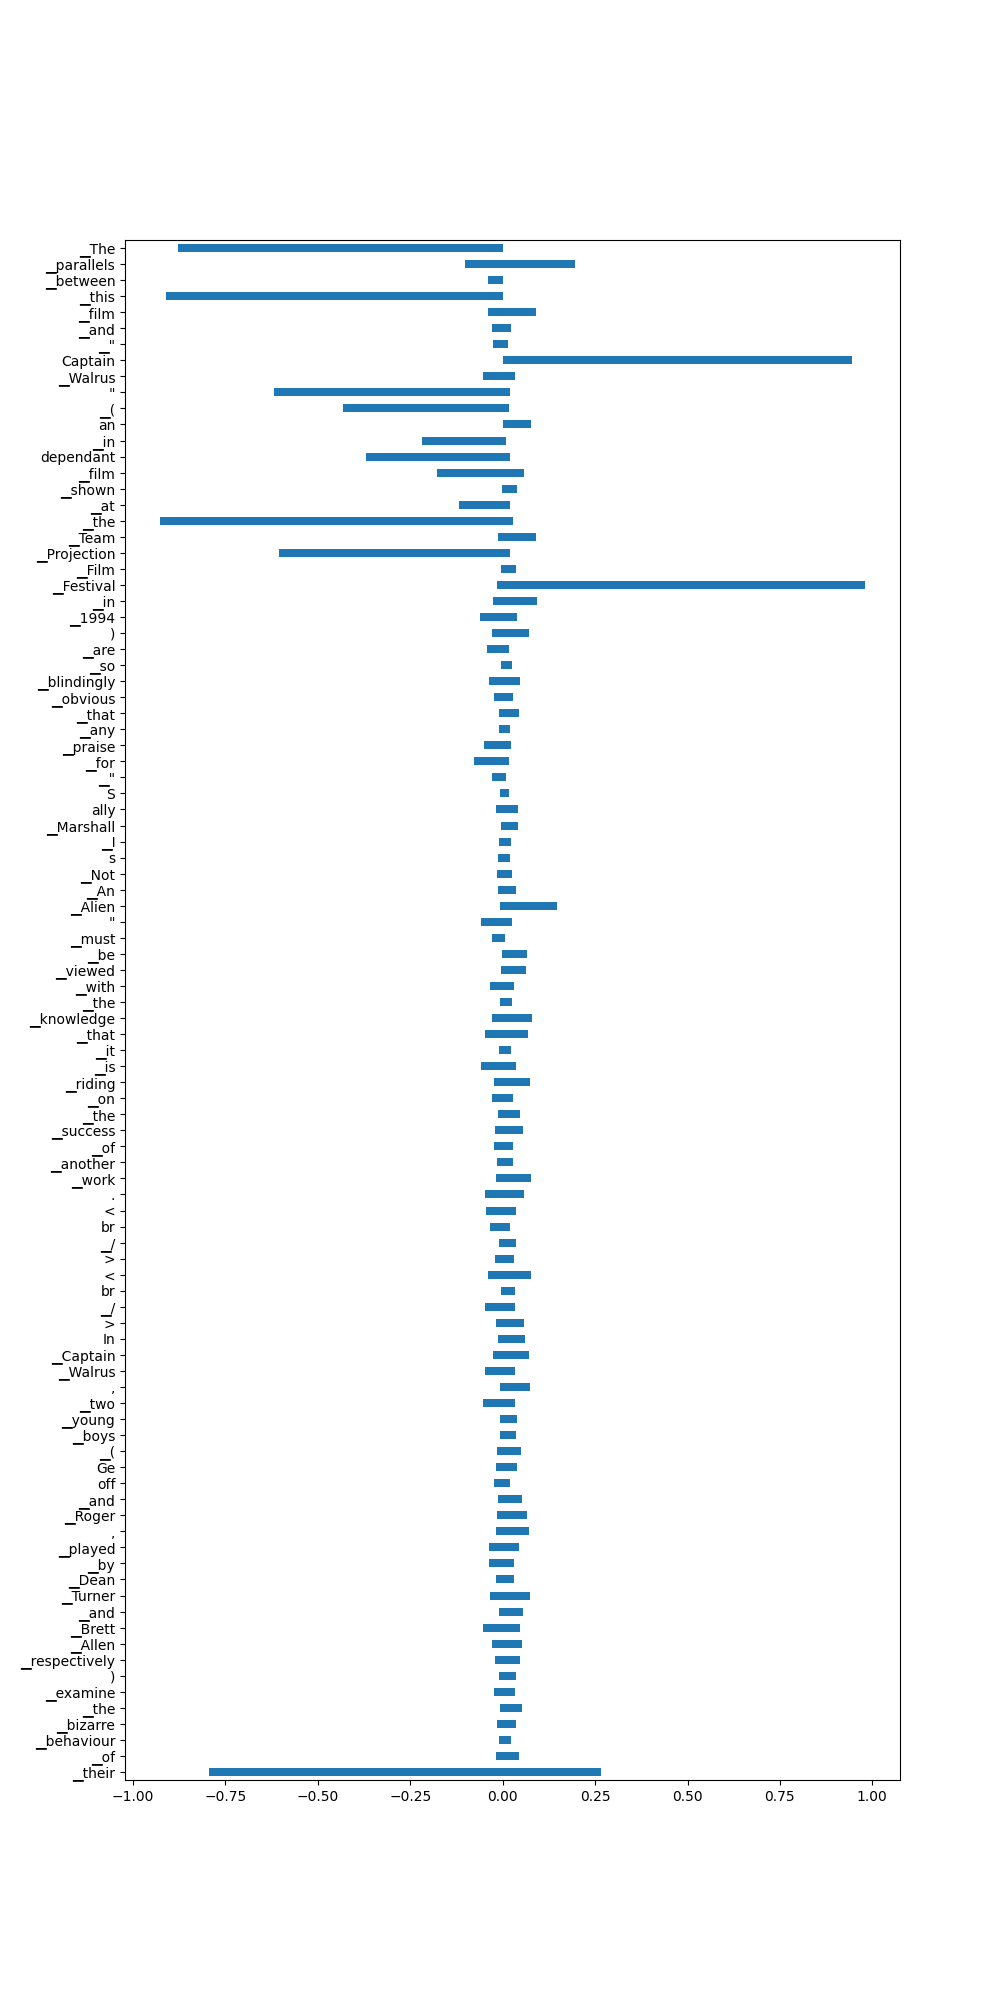 _The
_parallels
_between
_this
_film
_and
_"
Captain
_Walrus
"
_(
an
_in
dependant
_film
_shown
_at
_the
_Team
_Projection
_Film
_Festival
_in
_1994
)
_are
_so
_blindingly
_obvious
_that
_any
_praise
_for
_"
S
ally
_Marshall
_I
s
_Not
_An
_Alien
"
_must
_be
_viewed
_with
_the
_knowledge
_that
_it
_is
_riding
_on
_the
_success
_of
_another
_work
.
<
br
_/
>
<
br
_/
>
In
_Captain
_Walrus
,
_two
_young
_boys
_(
Ge
off
_and
_Roger
,
_played
_by
_Dean
_Turner
_and
_Brett
_Allen
_respectively
)
_examine
_the
_bizarre
_behaviour
_of
_their
−1.00 −0.75 −0.50 −0.25 0.00 0.25 0.50 0.75 1.00